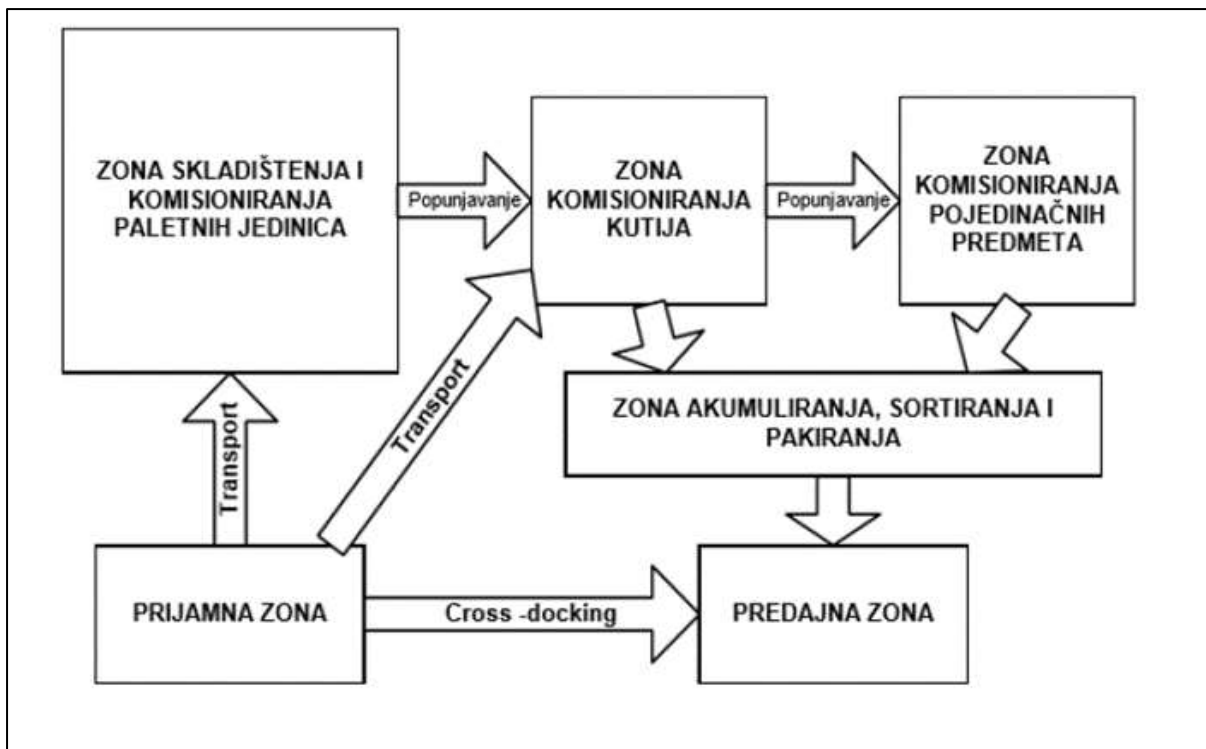 ZONA SKLADIŠTENJA I
KOMISIONIRANJA
PALETNIH JEDINICA
Popunjavanje
ZONA
KOMISIONIRANJA
KUTIJA
Popunjavanje
ZONA
KOMISIONIRANJA
POJEDINAČNIH
PREDMETA
Transport
Transport
ZONA AKUMULIRANJA, SORTIRANJA I
PAKIRANJA
PRIJAMNA ZONA
Cross -docking
PREDAJNA ZONA